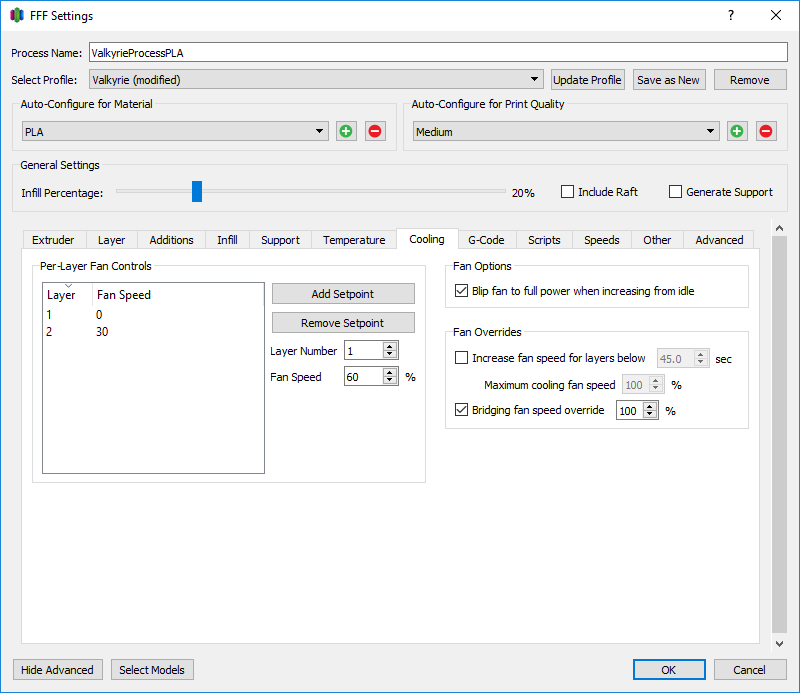 FFF Settings
?
Process Name: ValkyrieProcessPLA
Select Profile: Valkyrie (modified) Update Profile Save as New Remove
Auto-Configure for Material Auto-Configure for Print Quality
PLA Medium
General Settings
Infill Percentage: 20% Include Raft Generate Support
Extruder Layer Additions Infill Support Temperature Cooling G-Code Scripts Speeds Other Advanced
Per-Layer Fan Controls Fan Options
Layer Fan Speed Add Setpoint Blip fan to full power when increasing from idle
1 0
2 30 Remove Setpoint Fan Overrides
Layer Number 1 Increase fan speed for layers below 45.0 sec
Fan Speed 60 % Maximum cooling fan speed 100 %
Bridging fan speed override 100 %
Hide Advanced Select Models OK Cancel